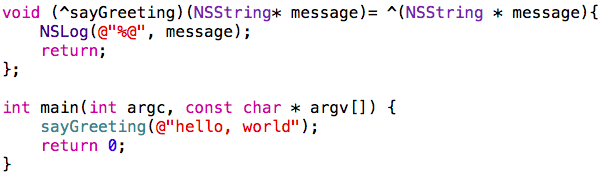 void (^sayGreeting)(NSString* message)= ^(NSString * message){
    NSLog(@"%@", message);
    return;
};

int main(int argc, const char * argv[]) {
    sayGreeting(@"hello, world");
    return 0;
}